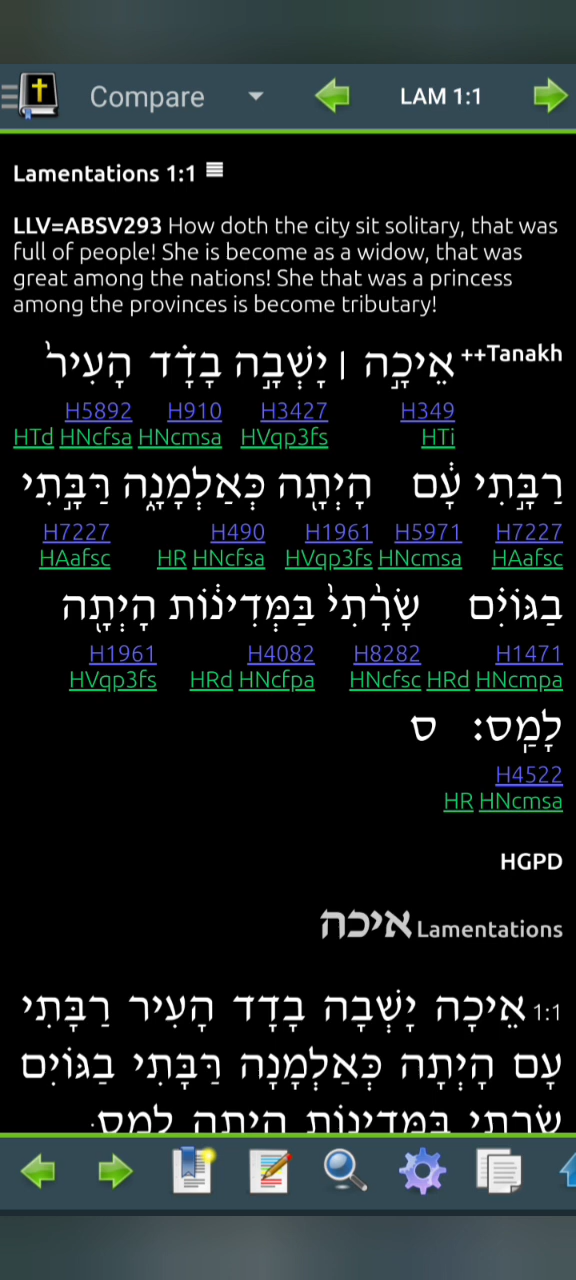 Compare
LAM 1:1
Lamentations 1:1
LLV=ABSV293 How doth the city sit solitary, that was
full of people! She is become as a widow, that was
great among the nations! She that was a princess
among the provinces is become tributary!
++Tanakh אֵיכָ֣ה ׀ יָשְׁבָ֣ה בָדָ֗ד הָעִיר֙
H5892 H910 H3427 H349
HTd HNcfsa HNcmsa HVqp3fs HTi
רַבָּ֣תִי עָ֔ם הָיְתָ֖ה כְּאַלְמָנָ֑ה רַּבָּ֣תִי
H7227 H490 H1961 H5971 H7227
HAafsc HR HNcfsa HVqp3fs HNcmsa HAafsc
בַגּוֹיִ֗ם שָׂרָ֙תִי֙ בַּמְּדִינ֔וֹת הָיְתָ֖ה
H1961 H4082 H8282 H1471
HVqp3fs HRd HNcfpa HNcfsc HRd HNcmpa
לָמַֽס׃ ס
H4522
HR HNcmsa
HGPD
איכה Lamentations
1:1 אֵיכָה יָשְׁבָה בָדָד הָעִיר רַבָּתִי
עָם הָיְתָה כְּאַלְמָנָה רַּבָּתִי בַגּוֹיִם
שָׂרתי בַּמְּדינוֹת היתה למס.